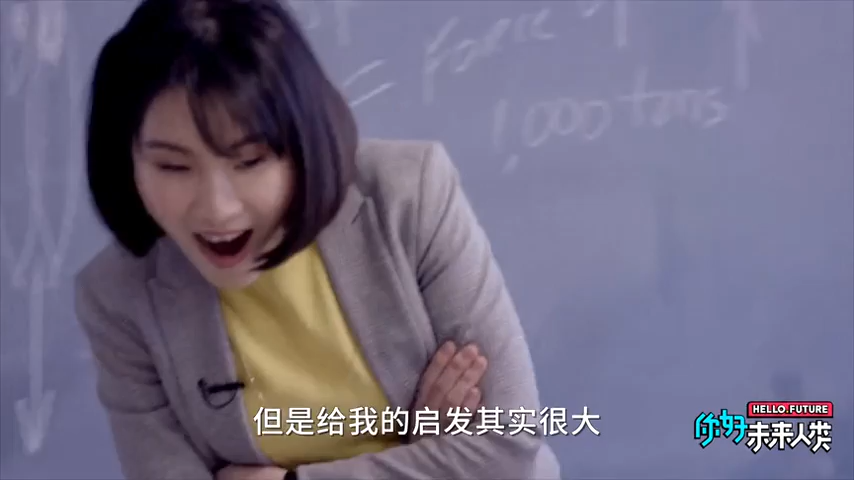 = Force of
1,000 tons
但是给我的启发其实很大
HELLO.FUTURE
你好未来人类